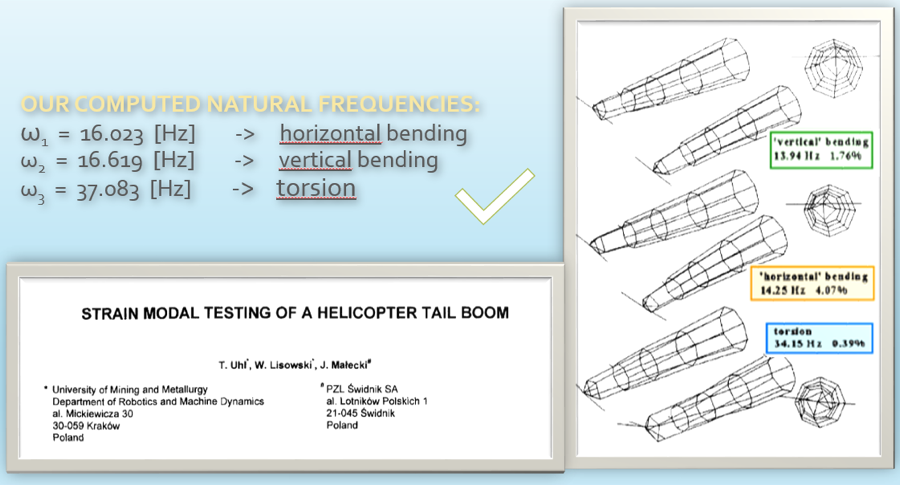 OUR COMPUTED NATURAL FREQUENCIES:
ω₁ = 16.023 [Hz] -> horizontal bending
ω₂ = 16.619 [Hz] -> vertical bending
ω₃ = 37.083 [Hz] -> torsion
STRAIN MODAL TESTING OF A HELICOPTER TAIL BOOM
T. Uhl*, W. Lisowski*, J. Małecki#
* University of Mining and Metallurgy
Department of Robotics and Machine Dynamics
al. Mickiewicza 30
30-059 Kraków
Poland
# PZL Świdnik SA
al. Lotników Polskich 1
21-045 Świdnik
Poland
'vertical' bending
13.94 Hz 1.76%
'horizontal' bending
14.25 Hz 4.07%
torsion
34.15 Hz 0.39%